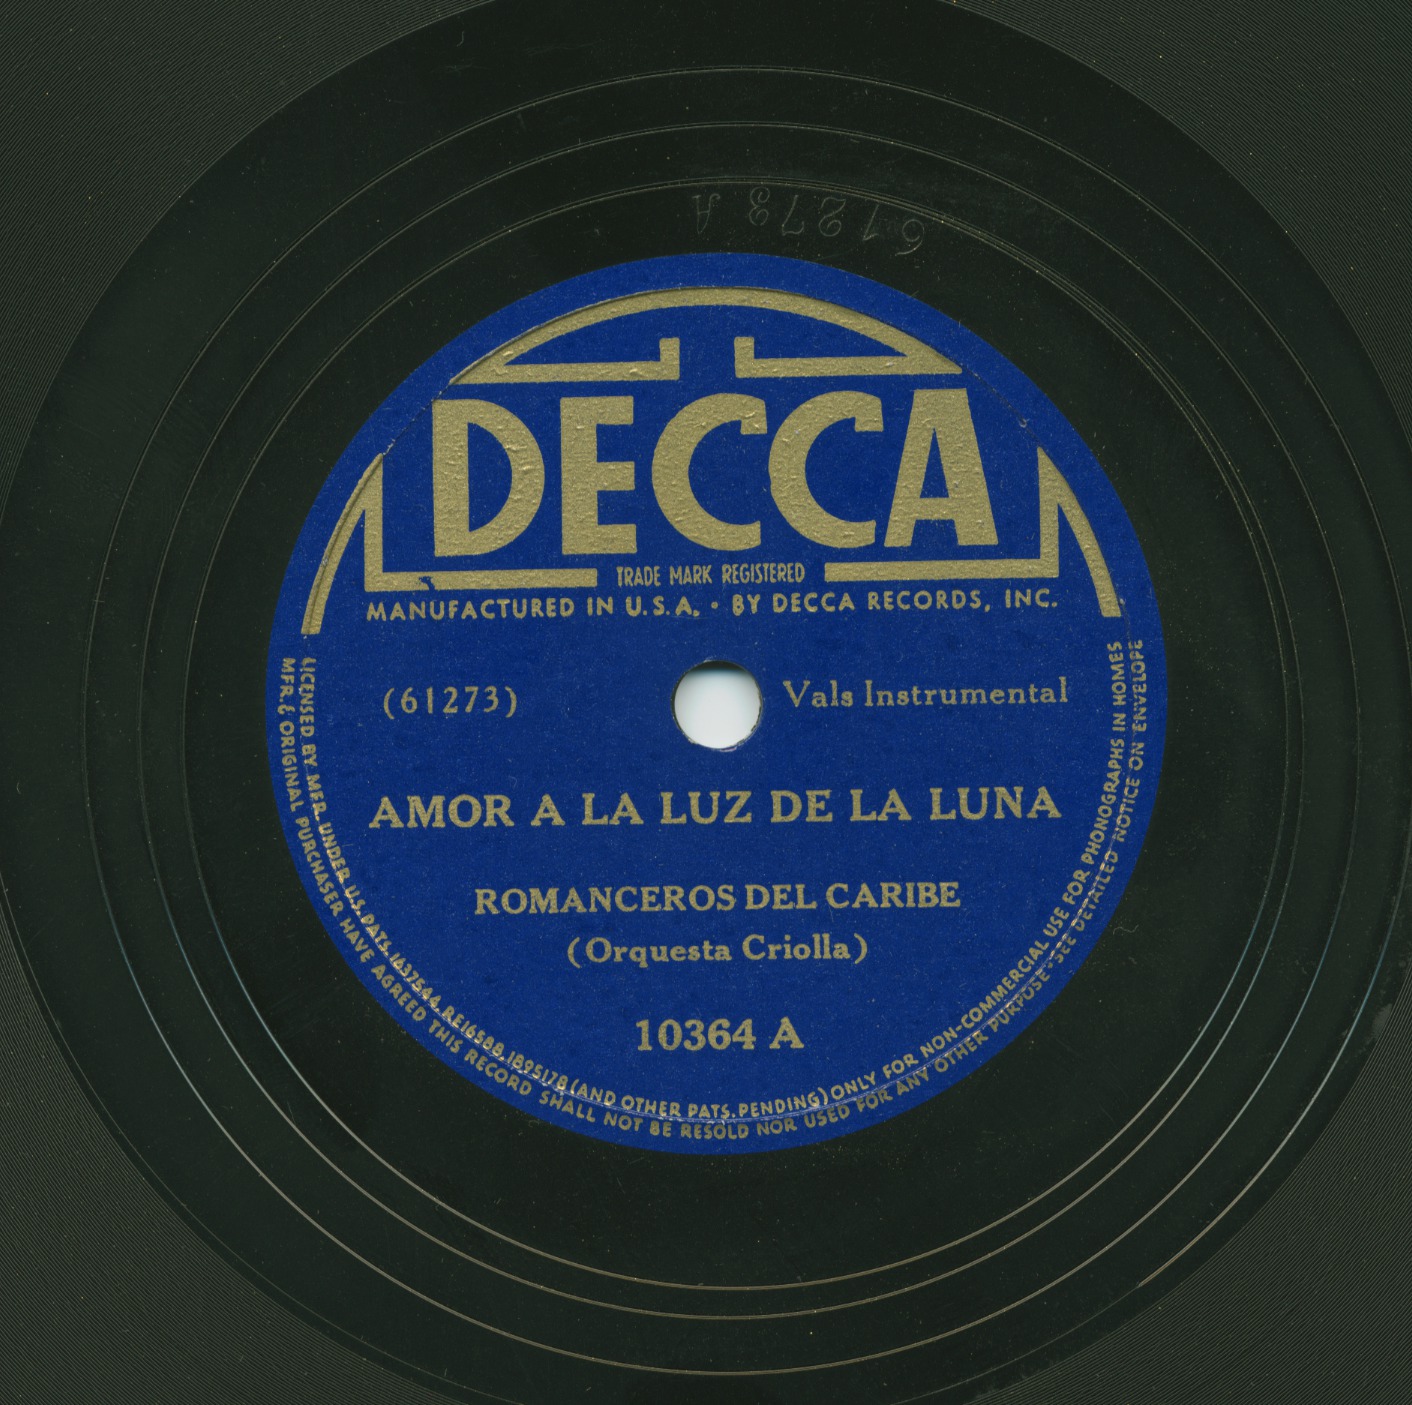 61273 A
DECCA
TRADE MARK REGISTERED
MANUFACTURED IN U.S.A. • BY DECCA RECORDS, INC.
(61273)
Vals Instrumental
AMOR A LA LUZ DE LA LUNA
ROMANCEROS DEL CARIBE
(Orquesta Criolla)
10364 A
LICENSED BY MFR. UNDER U.S. PATS. 1637544, RE16588, 1895178 (AND OTHER PATS. PENDING) ONLY FOR NON-COMMERCIAL USE FOR PHONOGRAPHS IN HOMES
MFR. & ORIGINAL PURCHASER HAVE AGREED THIS RECORD SHALL NOT BE RESOLD NOR USED FOR ANY OTHER PURPOSE • SEE DETAILED NOTICE ON ENVELOPE